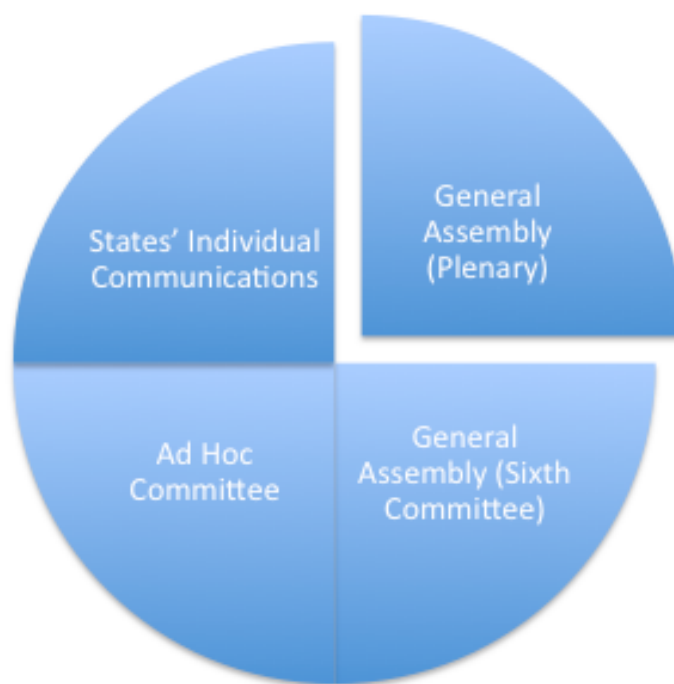 States’ Individual
Communications
General
Assembly
(Plenary)
Ad Hoc
Committee
General
Assembly (Sixth
Committee)